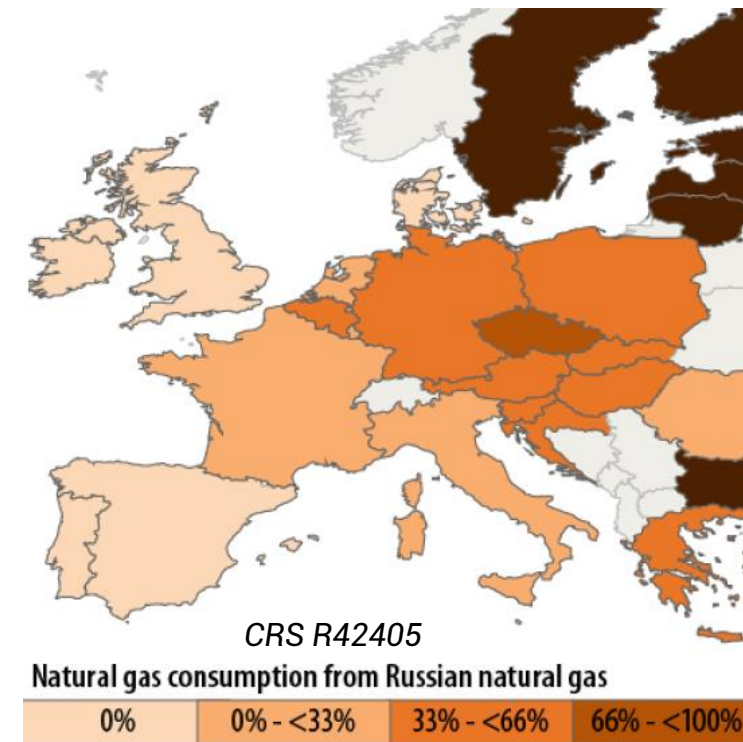 CRS R42405
Natural gas consumption from Russian natural gas
0% 0% - <33% 33% - <66% 66% - <100%